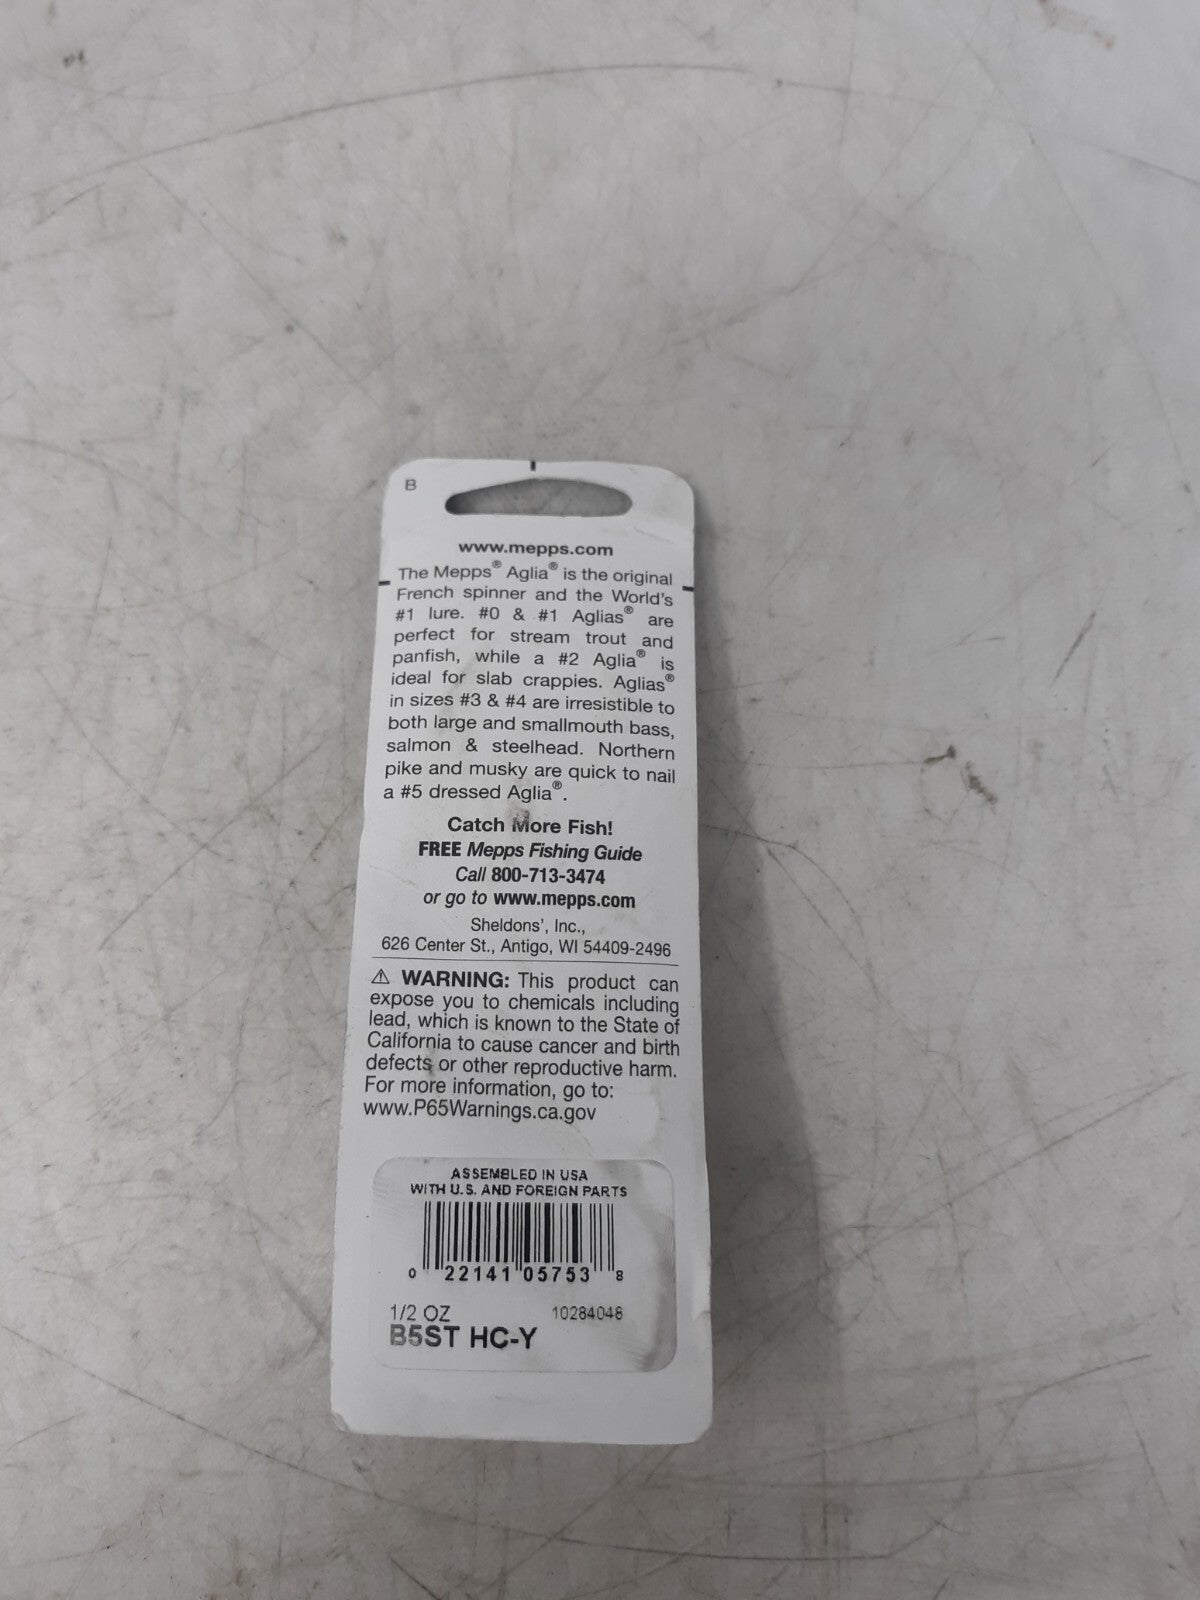 B
www.mepps.com
The Mepps® Aglia® is the original
French spinner and the World's
#1 lure. #0 & #1 Aglias® are
perfect for stream trout and
panfish, while a #2 Aglia® is
ideal for slab crappies. Aglias®
in sizes #3 & #4 are irresistible to
both large and smallmouth bass,
salmon & steelhead. Northern
pike and musky are quick to nail
a #5 dressed Aglia®.
Catch More Fish!
FREE Mepps Fishing Guide
Call 800-713-3474
or go to www.mepps.com
Sheldons', Inc.,
626 Center St., Antigo, WI 54409-2496
⚠ WARNING: This product can
expose you to chemicals including
lead, which is known to the State of
California to cause cancer and birth
defects or other reproductive harm.
For more information, go to:
www.P65Warnings.ca.gov
ASSEMBLED IN USA
WITH U.S. AND FOREIGN PARTS
0 22141 05753 8
1/2 OZ 10284046
B5ST HC-Y